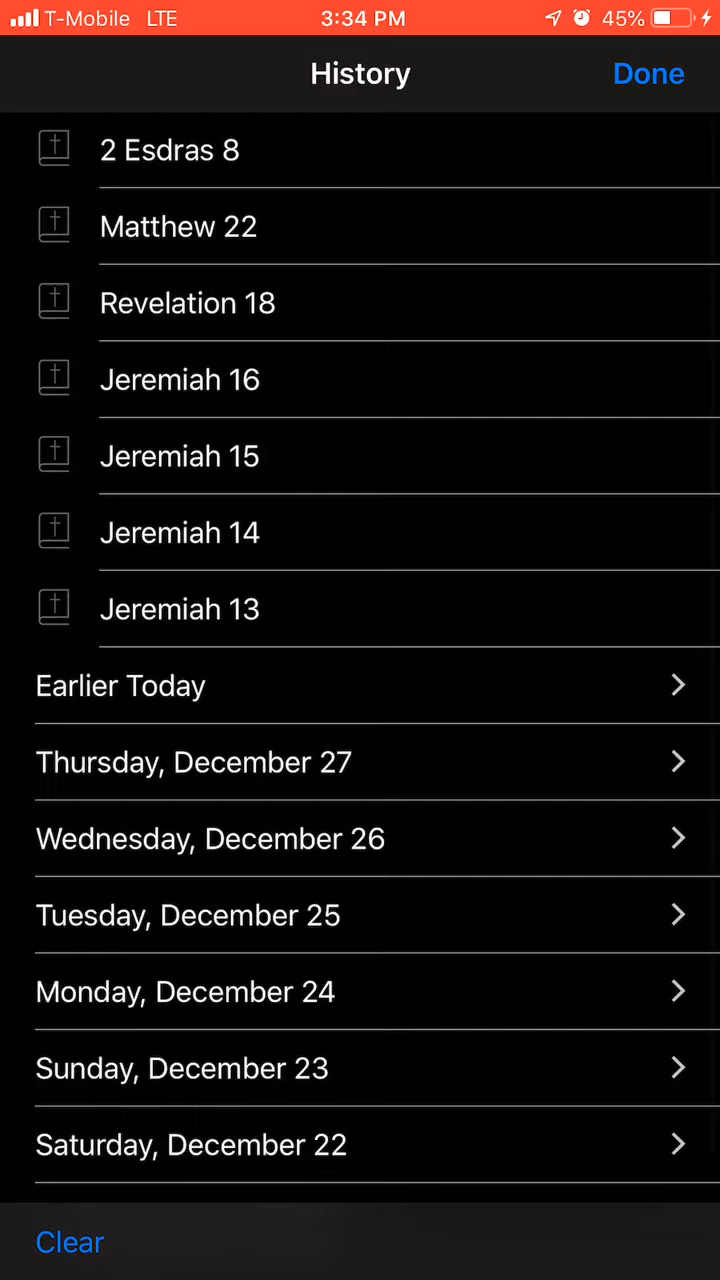 T-Mobile LTE 3:34 PM 45%
History Done
2 Esdras 8
Matthew 22
Revelation 18
Jeremiah 16
Jeremiah 15
Jeremiah 14
Jeremiah 13
Earlier Today
Thursday, December 27
Wednesday, December 26
Tuesday, December 25
Monday, December 24
Sunday, December 23
Saturday, December 22
Clear